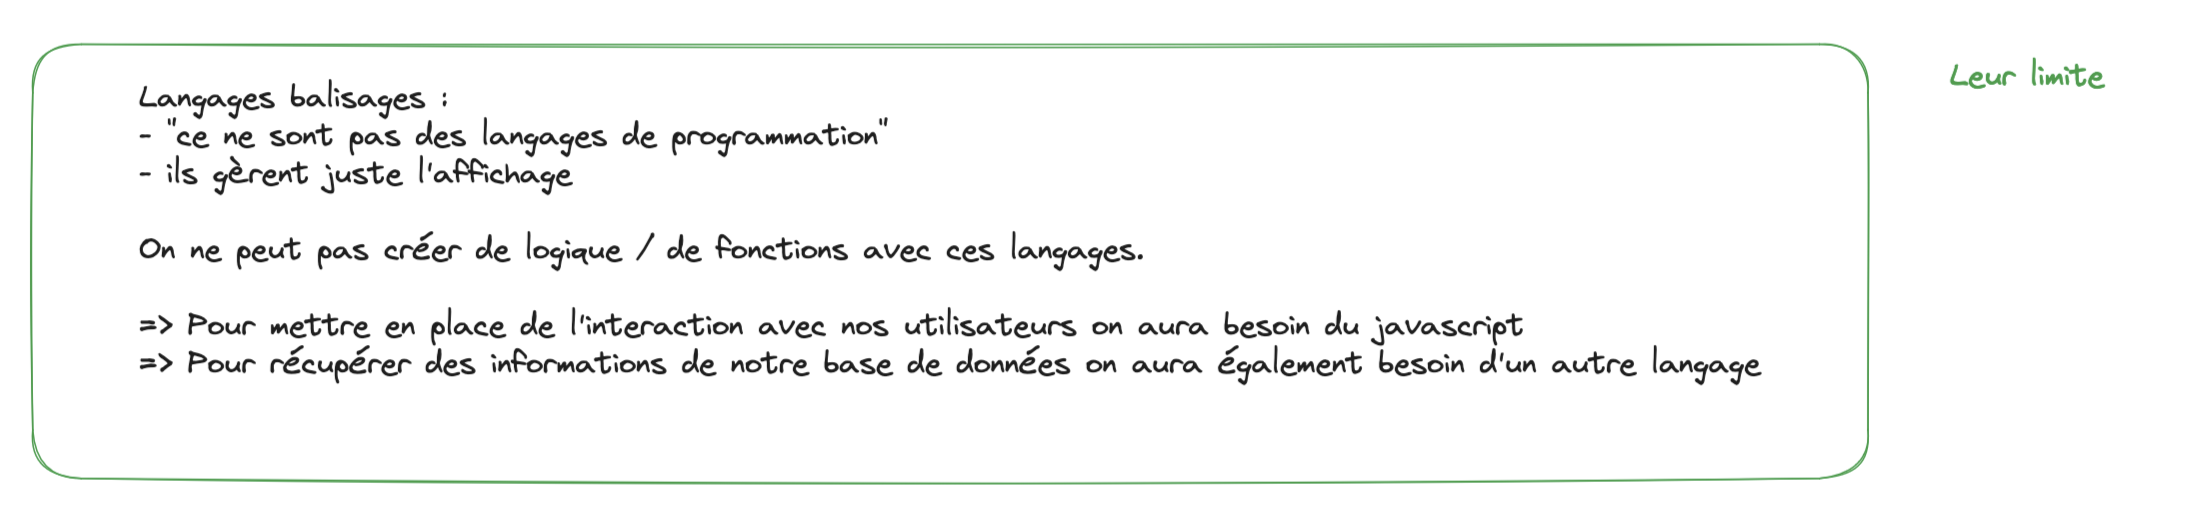 Langages balisages :
- "ce ne sont pas des langages de programmation"
- ils gèrent juste l'affichage
On ne peut pas créer de logique / de fonctions avec ces langages.
=> Pour mettre en place de l'interaction avec nos utilisateurs on aura besoin du javascript
=> Pour récupérer des informations de notre base de données on aura également besoin d'un autre langage
Leur limite